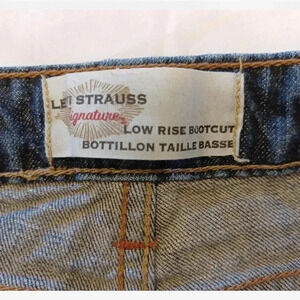 LEVI STRAUSS
Signature
LOW RISE BOOTCUT
BOTTILLON TAILLE BASSE